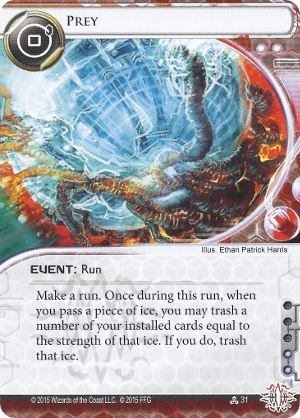 PREY
0
Illus. Ethan Patrick Harris
EVENT: Run
Make a run. Once during this run, when
you pass a piece of ice, you may trash a
number of your installed cards equal to
the strength of that ice. If you do, trash
that ice.
© 2015 Wizards of the Coast LLC. © 2015 FFG
31